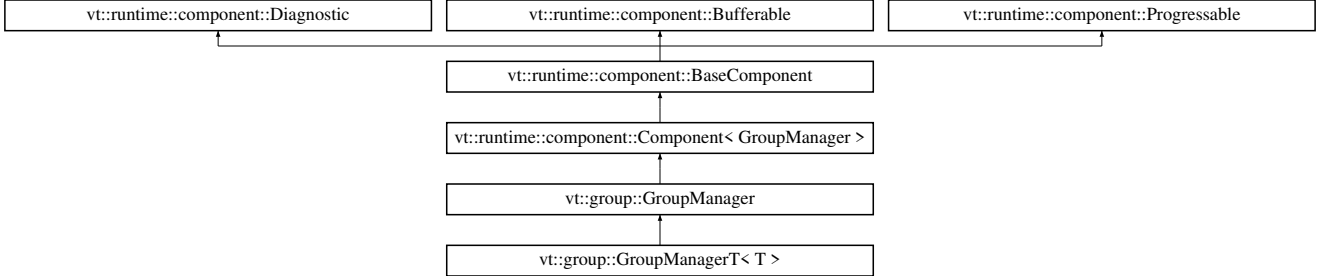 vt::runtime::component::Diagnostic
vt::runtime::component::Bufferable
vt::runtime::component::Progressable
vt::runtime::component::BaseComponent
vt::runtime::component::Component< GroupManager >
vt::group::GroupManager
vt::group::GroupManagerT< T >